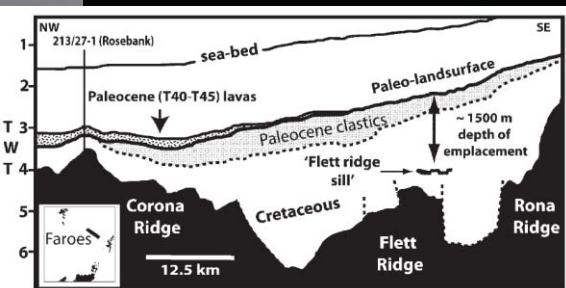 NW
SE
213/27-1 (Rosebank)
sea-bed
1
2
T 3
W
T 4
5
6
Paleo-landsurface
Paleocene (T40-T45) lavas
Paleocene clastics
~ 1500 m
depth of
emplacement
'Flett ridge
sill'
Cretaceous
Corona
Ridge
Rona
Ridge
Flett
Ridge
Faroes
12.5 km